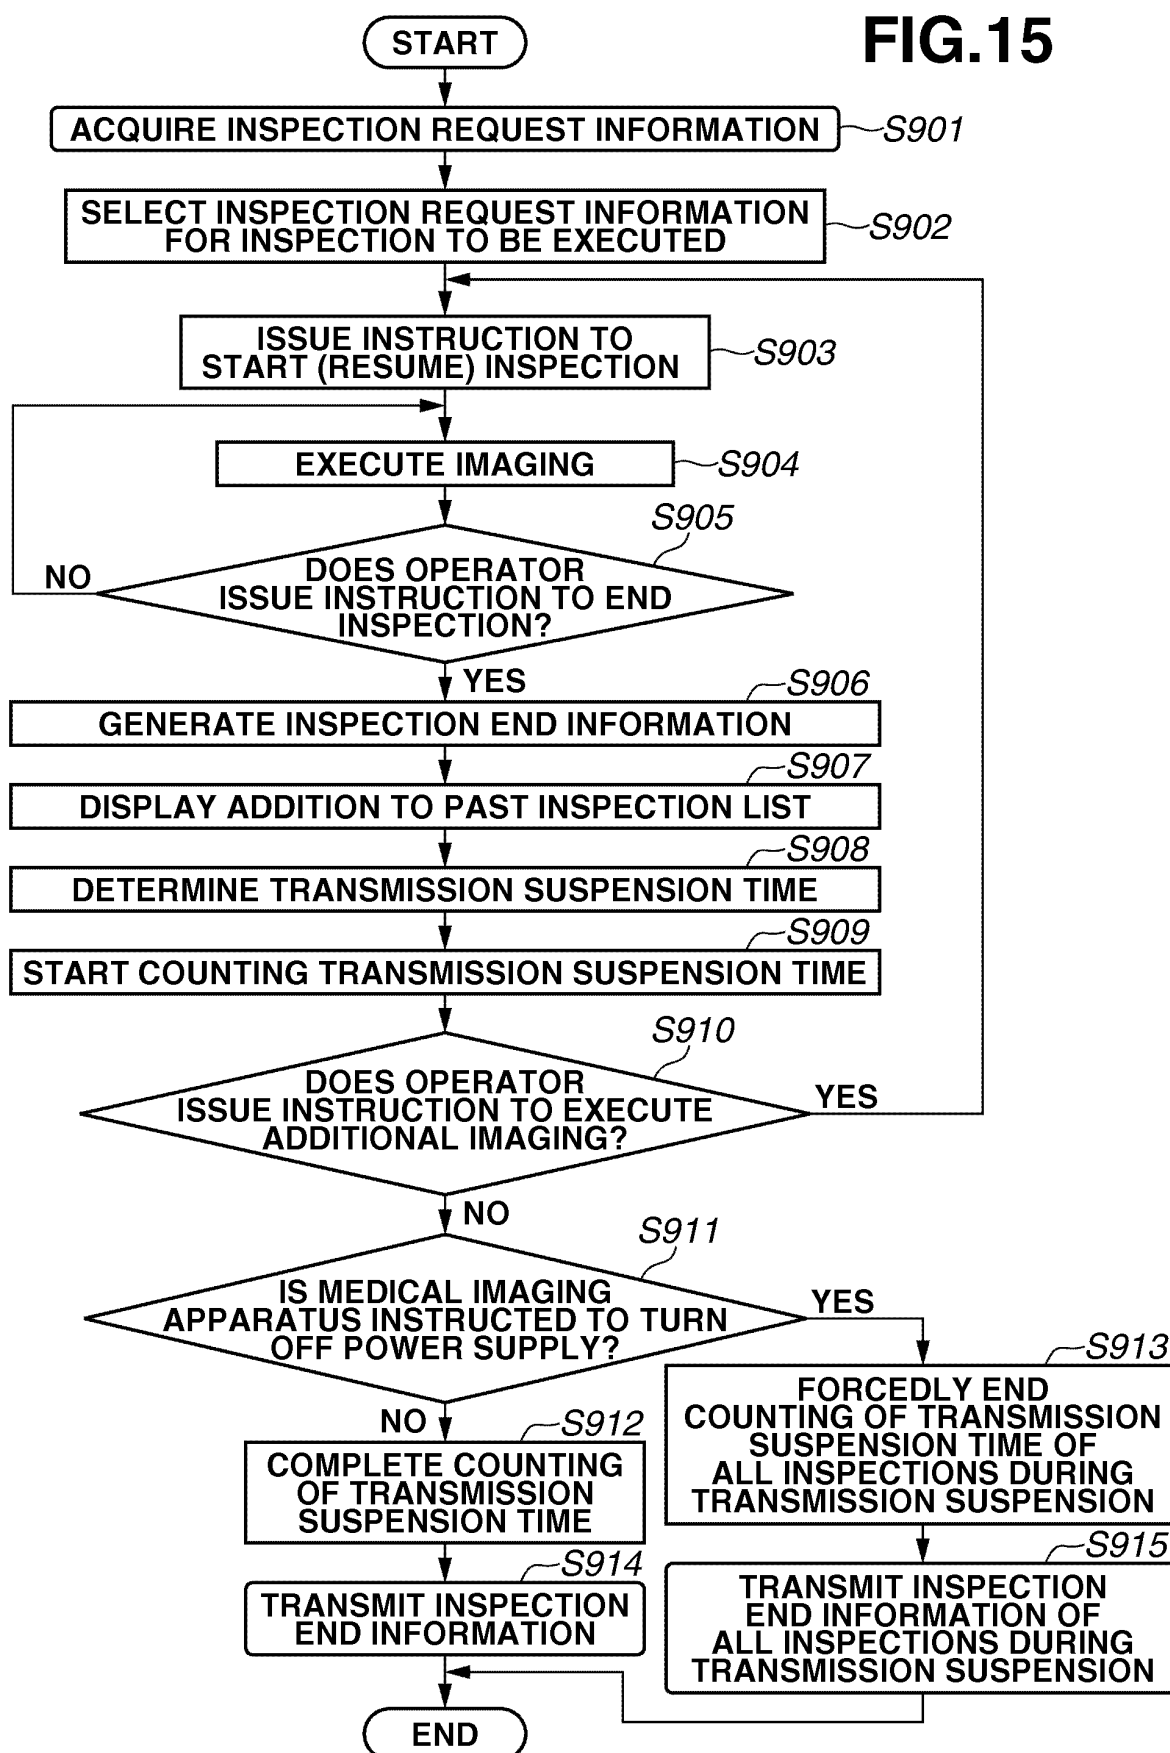 FIG.15
START
ACQUIRE INSPECTION REQUEST INFORMATION
S901
SELECT INSPECTION REQUEST INFORMATION
FOR INSPECTION TO BE EXECUTED
S902
ISSUE INSTRUCTION TO
START (RESUME) INSPECTION
S903
EXECUTE IMAGING
S904
S905
DOES OPERATOR
ISSUE INSTRUCTION TO END
INSPECTION?
NO
YES
S906
GENERATE INSPECTION END INFORMATION
S907
DISPLAY ADDITION TO PAST INSPECTION LIST
S908
DETERMINE TRANSMISSION SUSPENSION TIME
S909
START COUNTING TRANSMISSION SUSPENSION TIME
S910
DOES OPERATOR
ISSUE INSTRUCTION TO EXECUTE
ADDITIONAL IMAGING?
YES
NO
S911
IS MEDICAL IMAGING
APPARATUS INSTRUCTED TO TURN
OFF POWER SUPPLY?
YES
NO
S912
COMPLETE COUNTING
OF TRANSMISSION
SUSPENSION TIME
S913
FORCEDLY END
COUNTING OF TRANSMISSION
SUSPENSION TIME OF
ALL INSPECTIONS DURING
TRANSMISSION SUSPENSION
S914
TRANSMIT INSPECTION
END INFORMATION
S915
TRANSMIT INSPECTION
END INFORMATION OF
ALL INSPECTIONS DURING
TRANSMISSION SUSPENSION
END